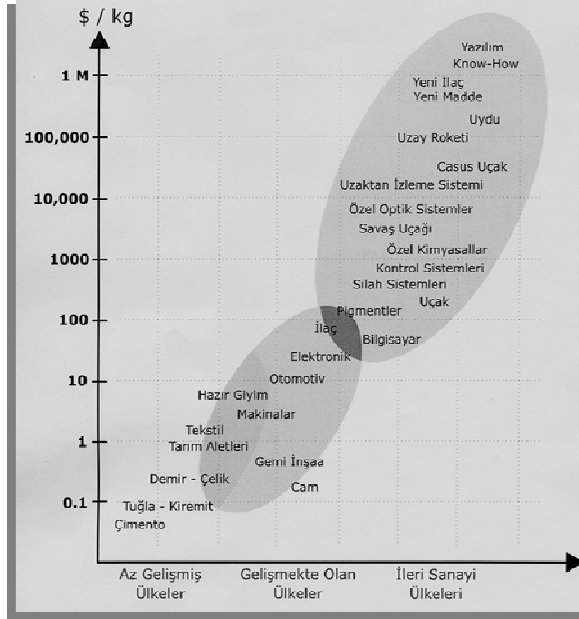 $ / kg
1 M
100,000
10,000
1000
100
10
1
0.1
Yazılım
Know-How
Yeni İlaç
Yeni Madde
Uydu
Uzay Roketi
Casus Uçak
Uzaktan İzleme Sistemi
Özel Optik Sistemler
Savaş Uçağı
Özel Kimyasallar
Kontrol Sistemleri
Silah Sistemleri
Uçak
Pigmentler
İlaç
Bilgisayar
Elektronik
Otomotiv
Hazır Giyim
Makinalar
Tekstil
Tarım Aletleri
Gemi İnşaa
Demir - Çelik
Cam
Tuğla - Kiremit
Çimento
Az Gelişmiş
Ülkeler
Gelişmekte Olan
Ülkeler
İleri Sanayi
Ülkeleri